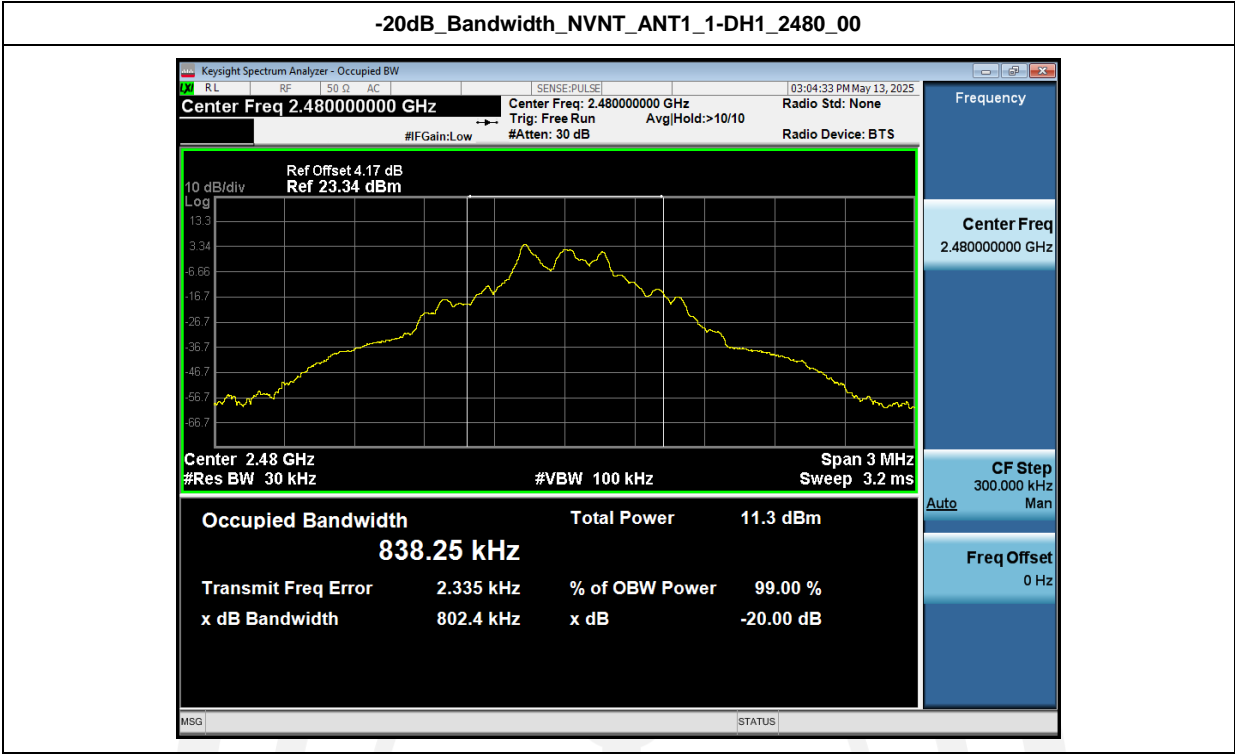 -20dB_Bandwidth_NVNT_ANT1_1-DH1_2480_00
Keysight Spectrum Analyzer - Occupied BW
RL RF 50 Ω AC SENSE:PULSE 03:04:33 PM May 13, 2025
Center Freq 2.480000000 GHz
Center Freq: 2.480000000 GHz Radio Std: None
Trig: Free Run Avg|Hold:>10/10
#IFGain:Low #Atten: 30 dB Radio Device: BTS
Ref Offset 4.17 dB
10 dB/div Ref 23.34 dBm
Log
13.3
3.34
-6.66
-16.7
-26.7
-36.7
-46.7
-56.7
-66.7
Center 2.48 GHz Span 3 MHz
#Res BW 30 kHz #VBW 100 kHz Sweep 3.2 ms
Occupied Bandwidth Total Power 11.3 dBm
838.25 kHz
Transmit Freq Error 2.335 kHz % of OBW Power 99.00 %
x dB Bandwidth 802.4 kHz x dB -20.00 dB
MSG STATUS
Frequency
Center Freq
2.480000000 GHz
CF Step
300.000 kHz
Auto Man
Freq Offset
0 Hz